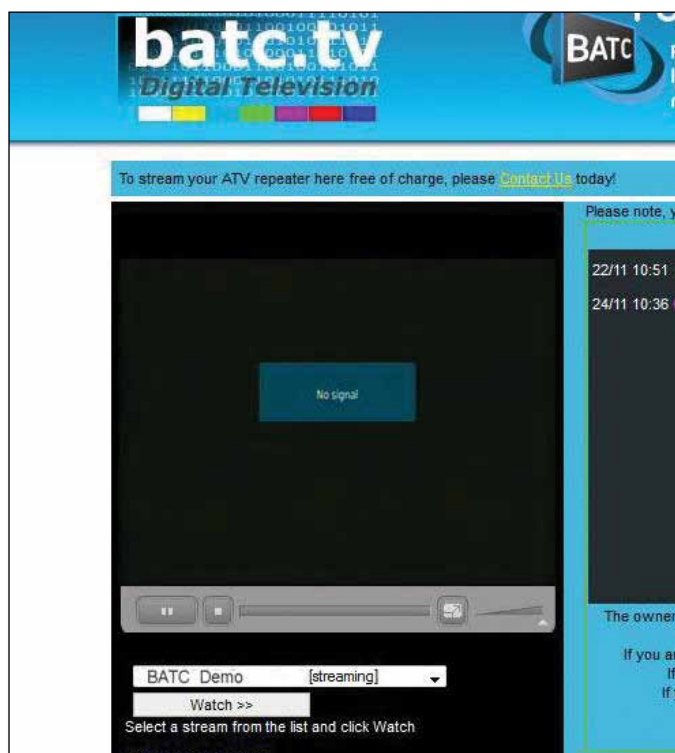 batc.tv
Digital Television
BATC
To stream your ATV repeater here free of charge, please Contact Us today!
Please note, y
22/11 10:51
24/11 10:36
No signal
The owner
If you a
If
If
BATC Demo [streaming]
Watch >>
Select a stream from the list and click Watch